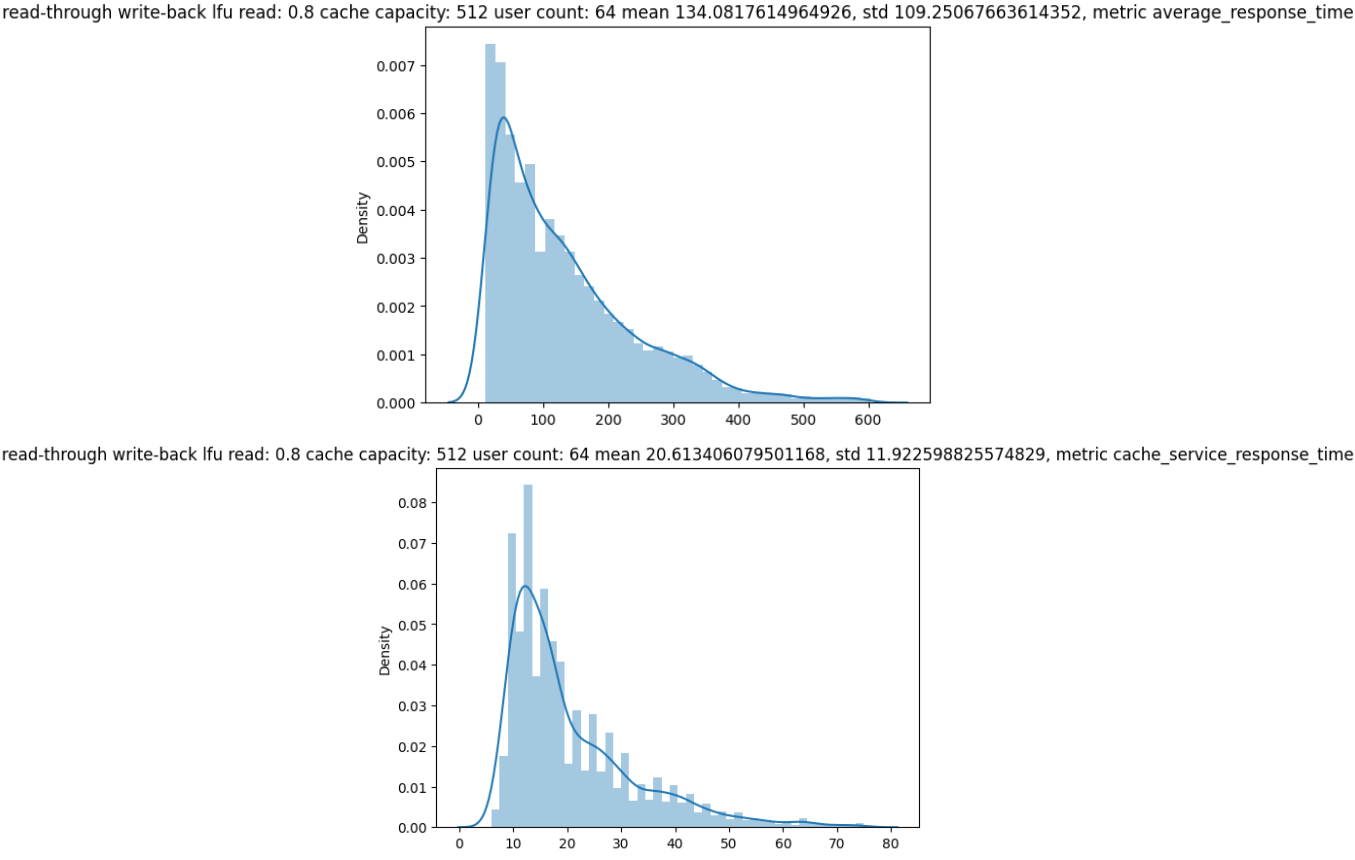 read-through write-back lfu read: 0.8 cache capacity: 512 user count: 64 mean 134.0817614964926, std 109.25067663614352, metric average_response_time
0.007
0.006
0.005
0.004
0.003
0.002
0.001
0.000
Density
0 100 200 300 400 500 600
read-through write-back lfu read: 0.8 cache capacity: 512 user count: 64 mean 20.613406079501168, std 11.922598825574829, metric cache_service_response_time
0.08
0.07
0.06
0.05
0.04
0.03
0.02
0.01
0.00
Density
0 10 20 30 40 50 60 70 80